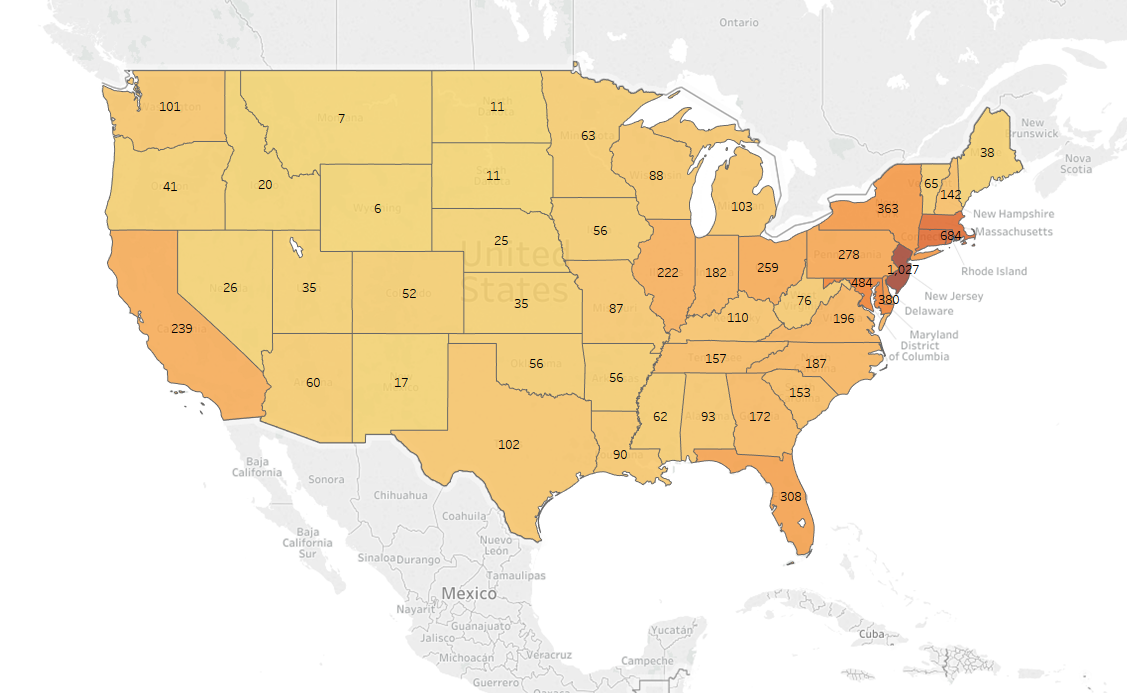 Ontario
101
7
11
63
New
Brunswick
Nova
Scotia
38
41
20
6
11
88
103
65
142
363
New Hampshire
Massachusetts
684
25
United
States
56
222
182
259
278
1,027
Rhode Island
26
35
52
35
87
484
380
New Jersey
Delaware
76
110
196
239
Maryland
District
of Columbia
60
17
56
56
157
187
153
62
93
172
102
90
308
Baja
California
Sonora
Chihuahua
Coahuila
Baja
California
Sur
Nuevo
León
Sinaloa
Durango
Tamaulipas
Mexico
Nayarit
Guanajuato
Jalisco
Yucatán
Cuba
Michoacán
Veracruz
Campeche
Guerrero